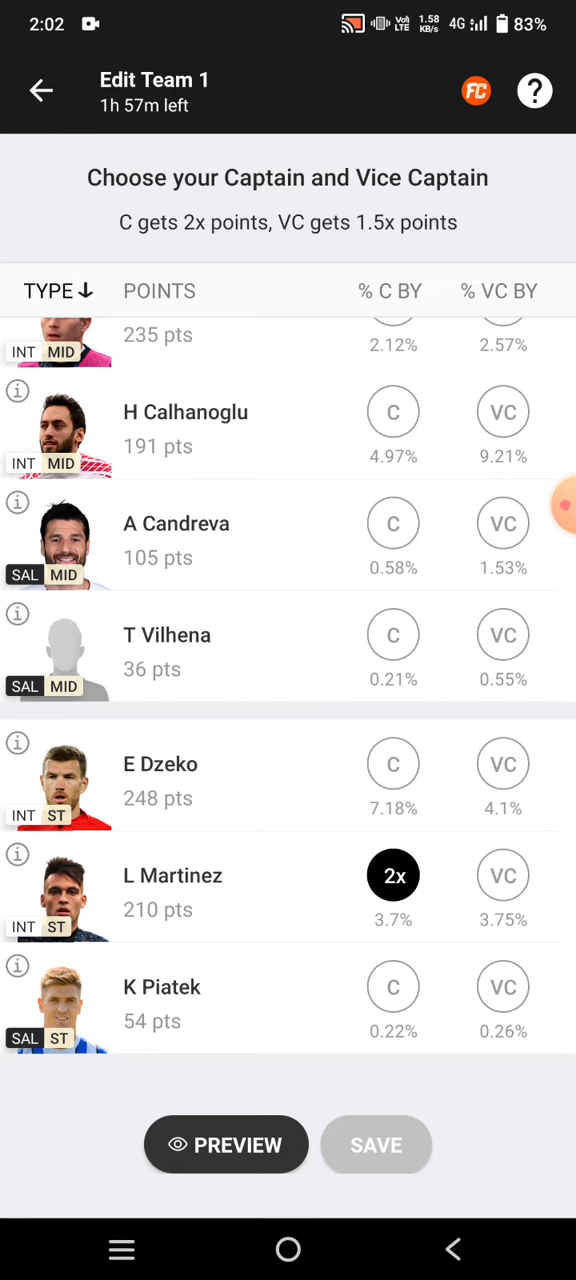 2:02 Vo) LTE 1.58 KB/s 4G 83%
Edit Team 1
1h 57m left
FC ?
Choose your Captain and Vice Captain
C gets 2x points, VC gets 1.5x points
TYPE POINTS % C BY % VC BY
235 pts 2.12% 2.57%
INT MID
i H Calhanoglu C VC
191 pts 4.97% 9.21%
INT MID
i A Candreva C VC
105 pts 0.58% 1.53%
SAL MID
i T Vilhena C VC
36 pts 0.21% 0.55%
SAL MID
i E Dzeko C VC
248 pts 7.18% 4.1%
INT ST
i L Martinez 2x VC
210 pts 3.7% 3.75%
INT ST
i K Piatek C VC
54 pts 0.22% 0.26%
SAL ST
PREVIEW SAVE